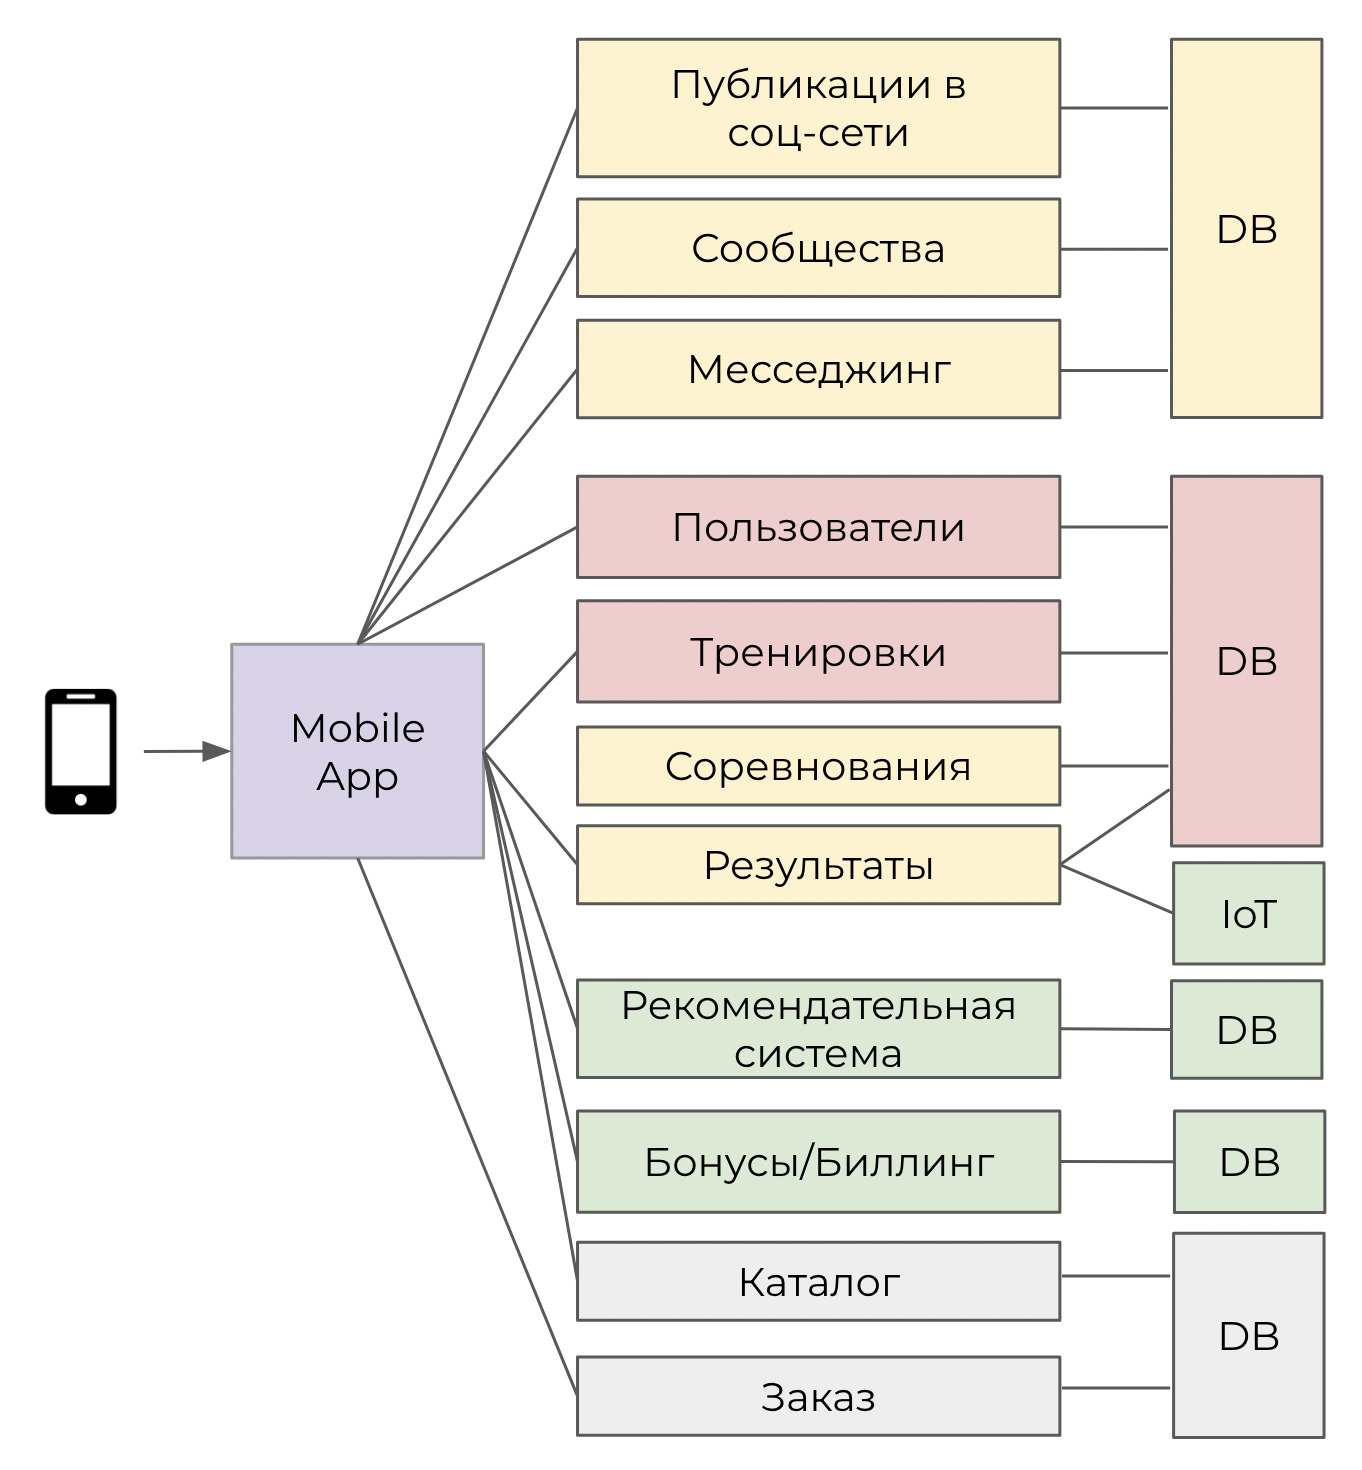 Публикации в
соц-сети
DB
Сообщества
Месседжинг
Пользователи
Тренировки
DB
Mobile
App
Соревнования
Результаты
IoT
Рекомендательная
система
DB
Бонусы/Биллинг
DB
Каталог
DB
Заказ